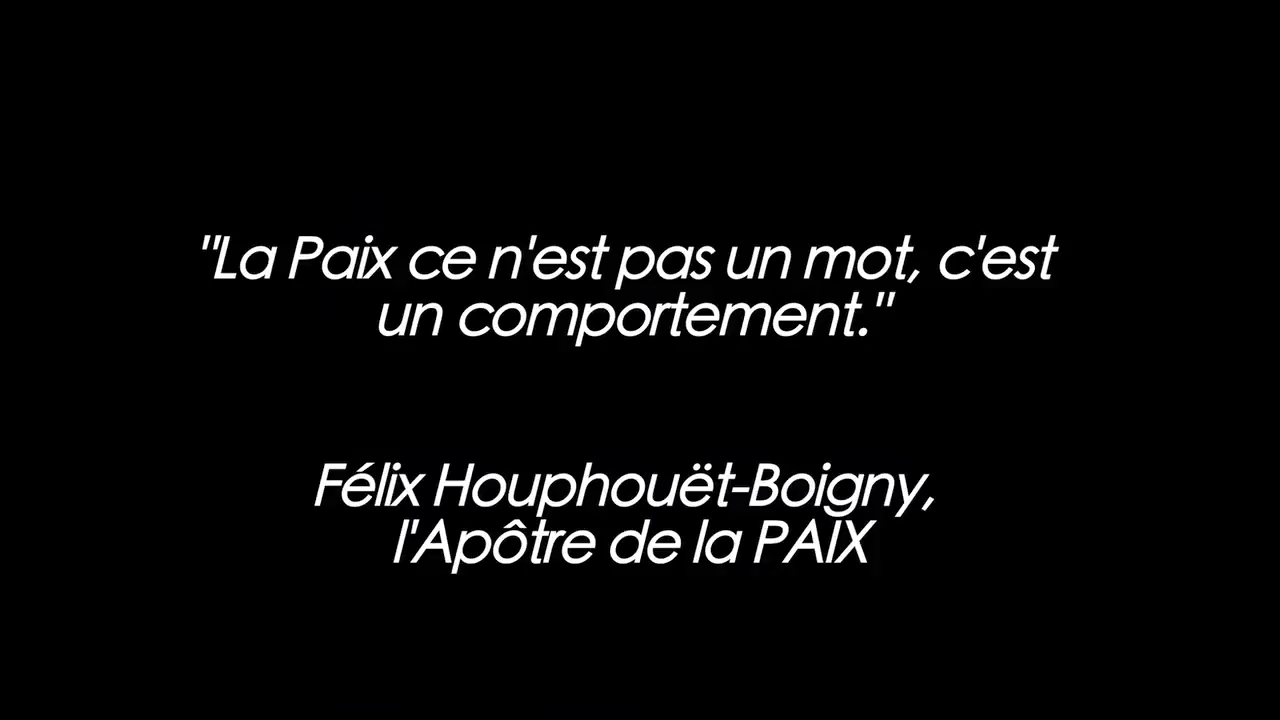 "La Paix ce n'est pas un mot, c'est
un comportement."
Félix Houphouët-Boigny,
l'Apôtre de la PAIX